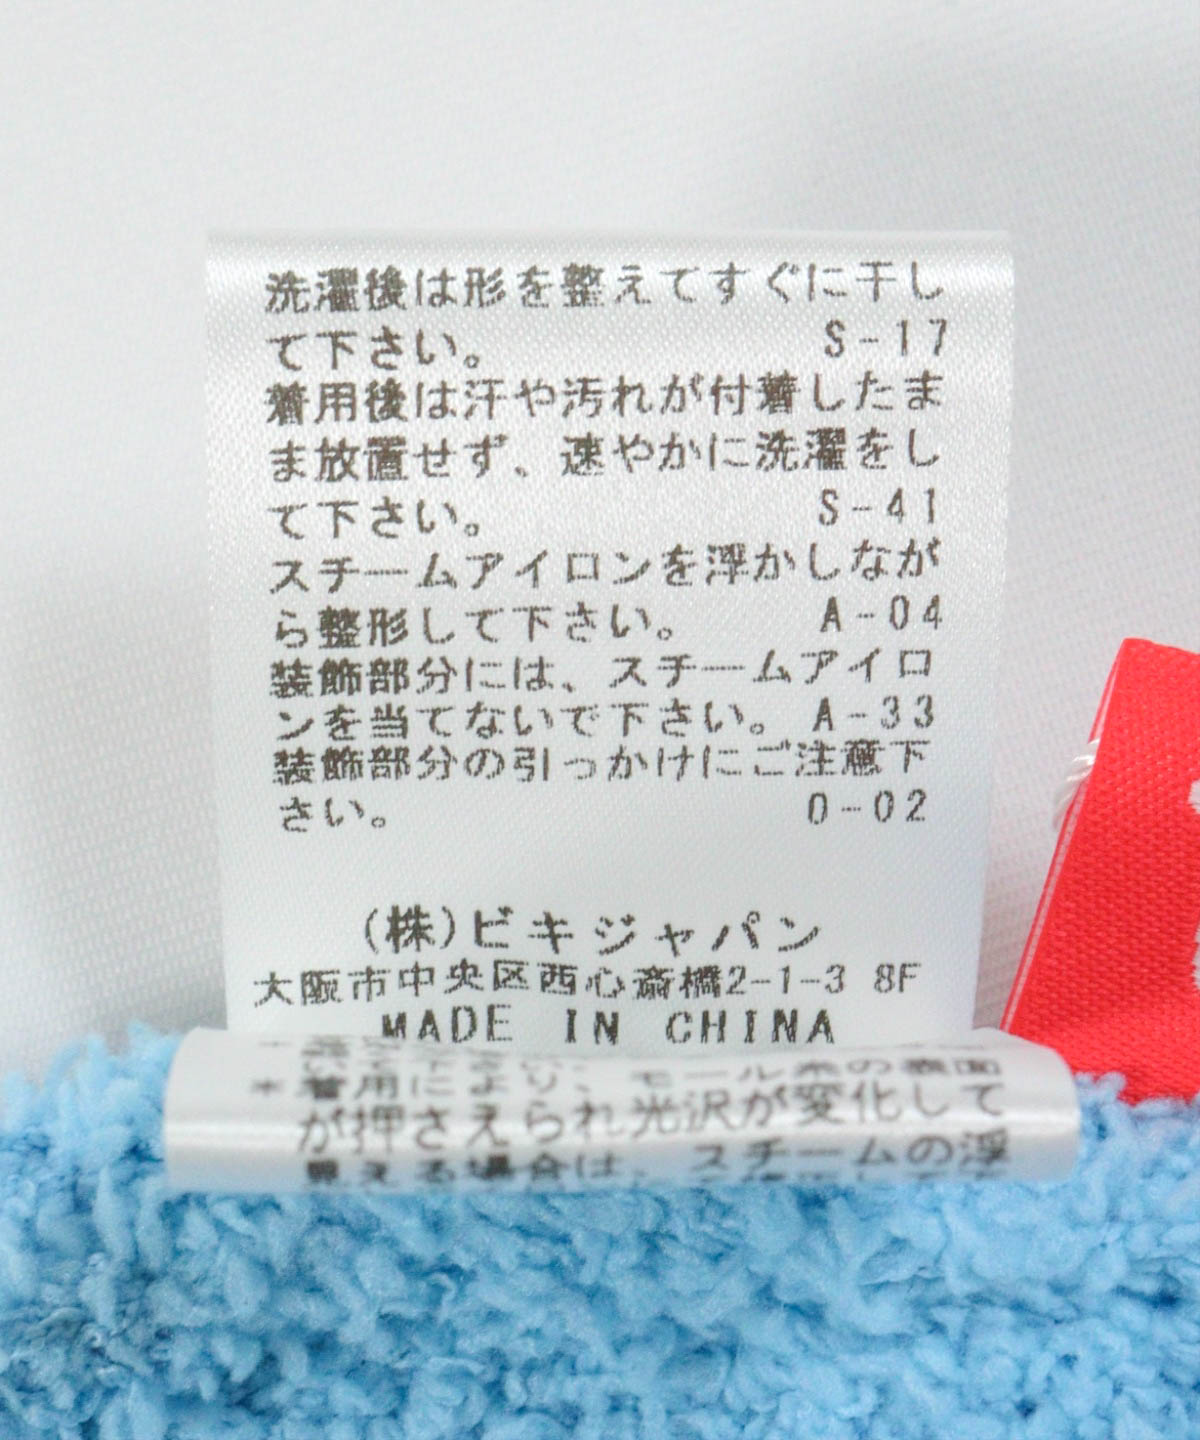 洗濯後は形を整えてすぐに干し
て下さい。 S-17
着用後は汗や汚れが付着したま
ま放置せず、速やかに洗濯をし
て下さい。 S-41
スチームアイロンを浮かしなが
ら整形して下さい。 A-04
装飾部分には、スチームアイロ
ンを当てないで下さい。 A-33
装飾部分の引っかけにご注意下
さい。 0-02
(株)ビキジャパン
大阪市中央区西心斎橋2-1-3 8F
MADE IN CHINA
*着用により、モール糸の表面
が押さえられ光沢が変化して
見える場合は、スチームの浮